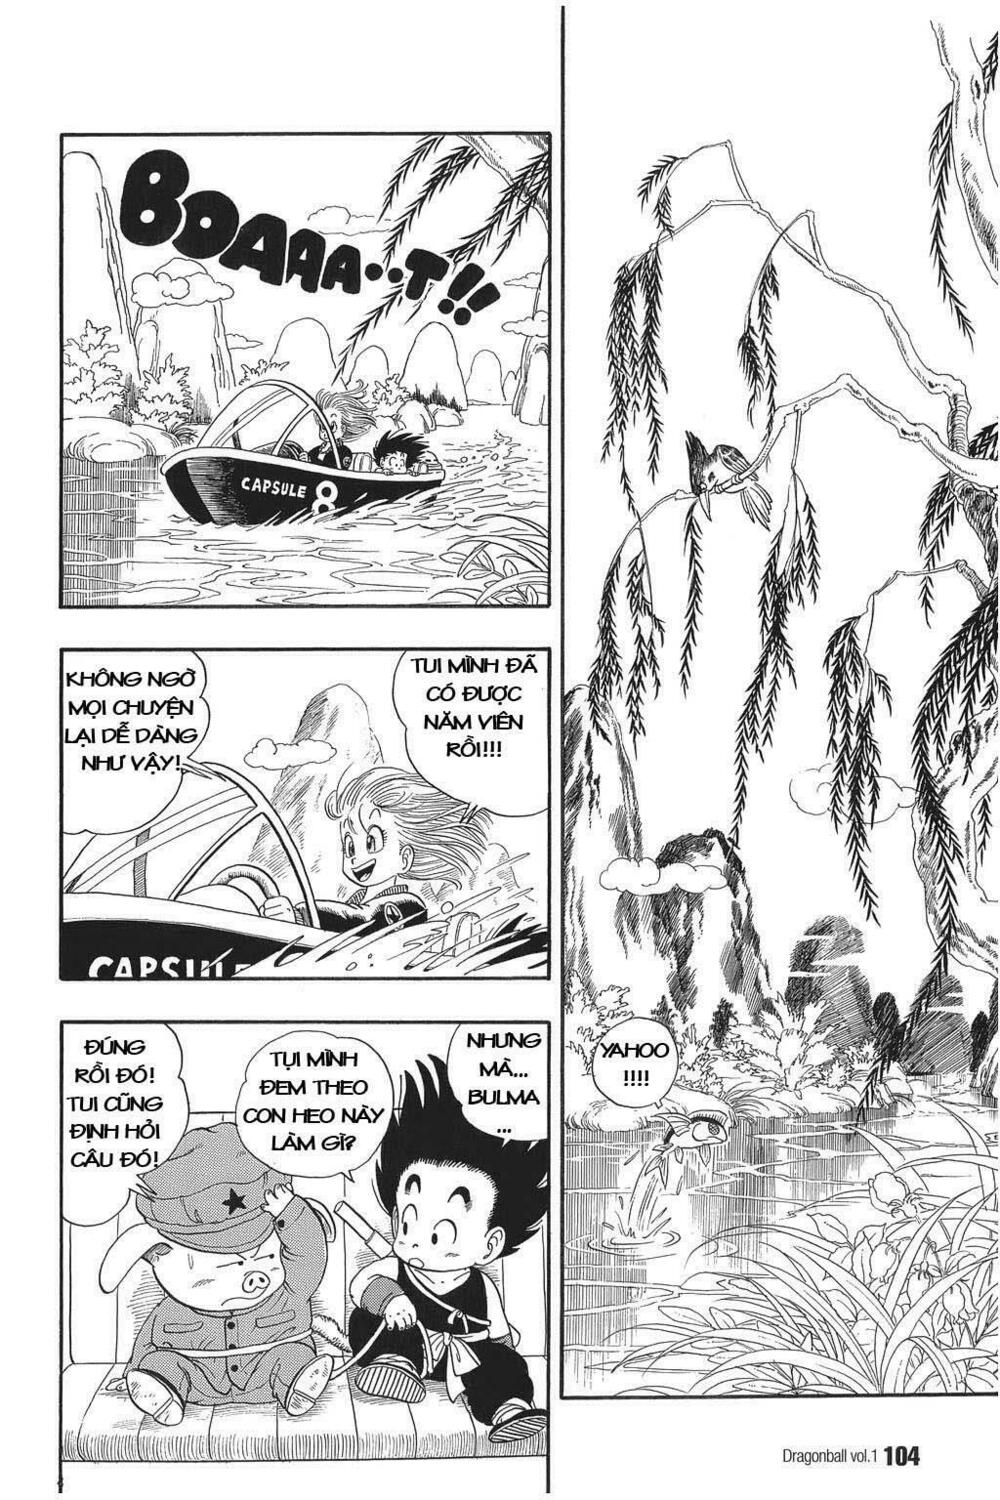 YAHOO
!!!!
BOAAA..T!!
CAPSULE 8
TUI MÌNH ĐÃ
CÓ ĐƯỢC
NĂM VIÊN
RỒI!!!
KHÔNG NGỜ
MỌI CHUYỆN
LẠI DỄ DÀNG
NHƯ VẬY!
CAPSULE
NHƯNG
MÀ...
BULMA
...
TỤI MÌNH
ĐEM THEO
CON HEO NÀY
LÀM GÌ?
ĐÚNG
RỒI ĐÓ!
TUI CŨNG
ĐỊNH HỎI
CÂU ĐÓ!
Dragonball vol.1 104